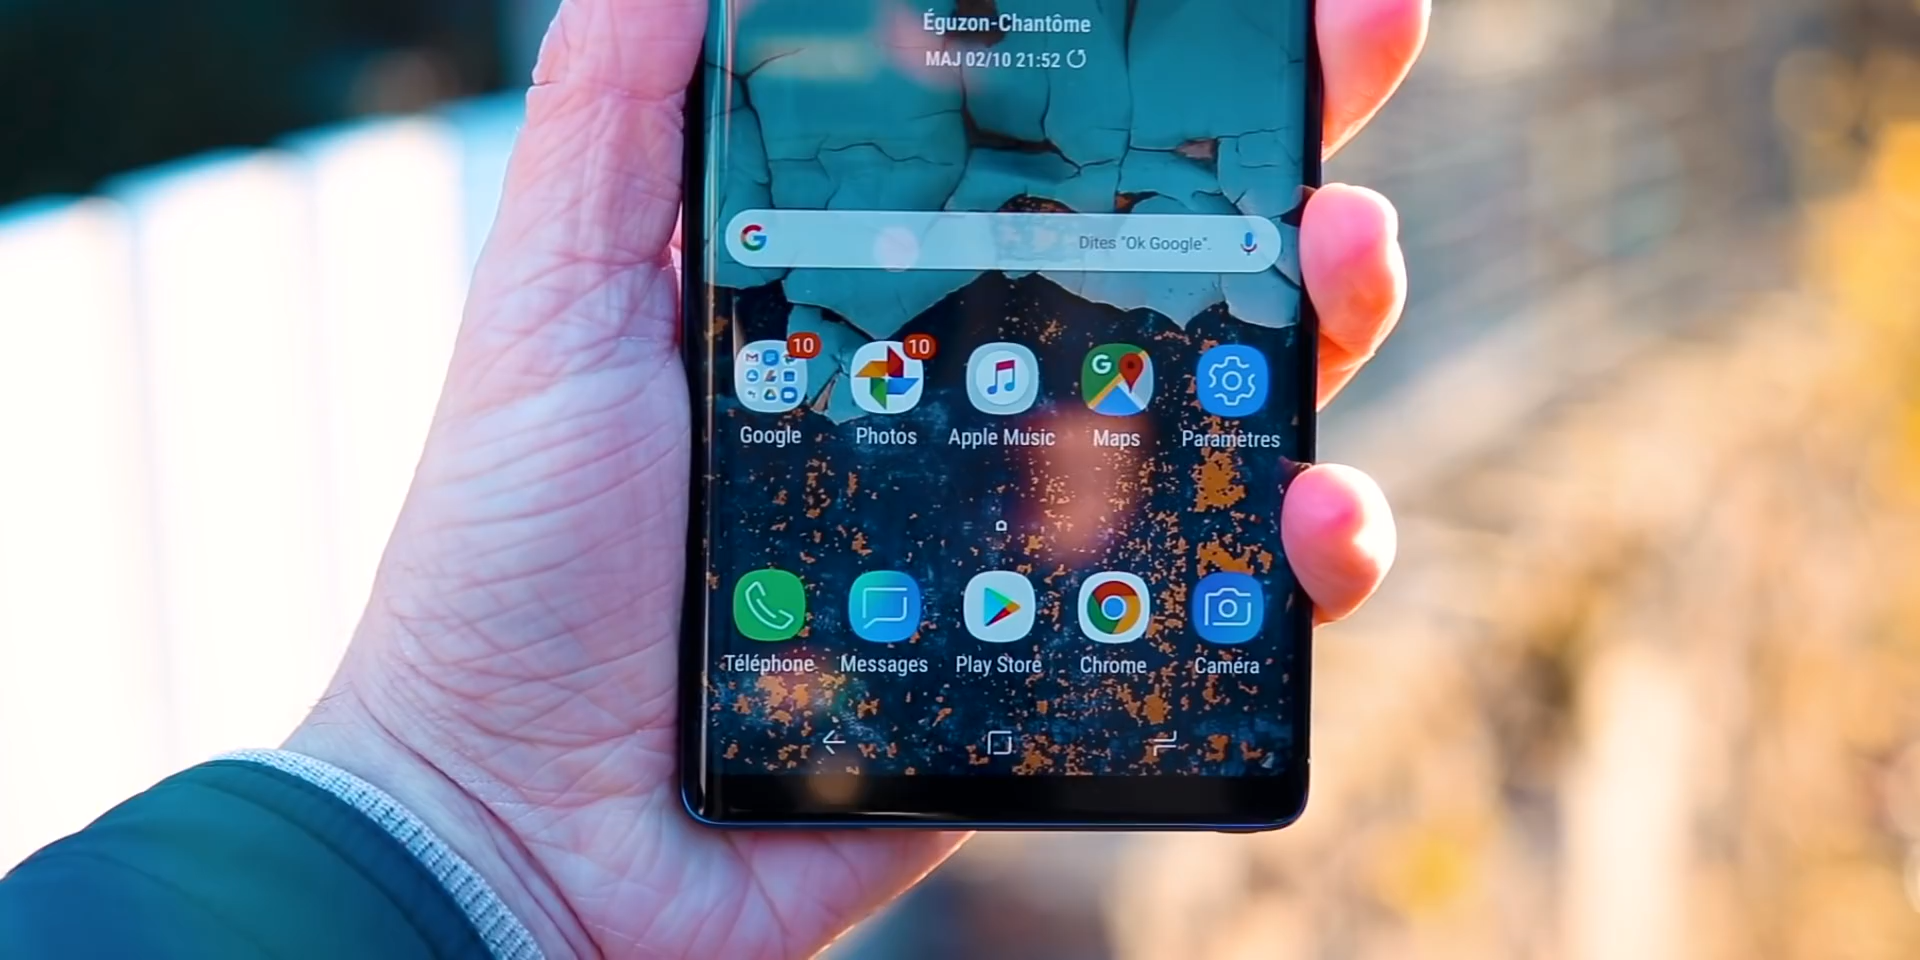 Éguzon-Chantôme
MAJ 02/10 21:52
G
Dites "Ok Google".
10
10
G
Google
Photos
Apple Music
Maps
Paramètres
Téléphone
Messages
Play Store
Chrome
Caméra